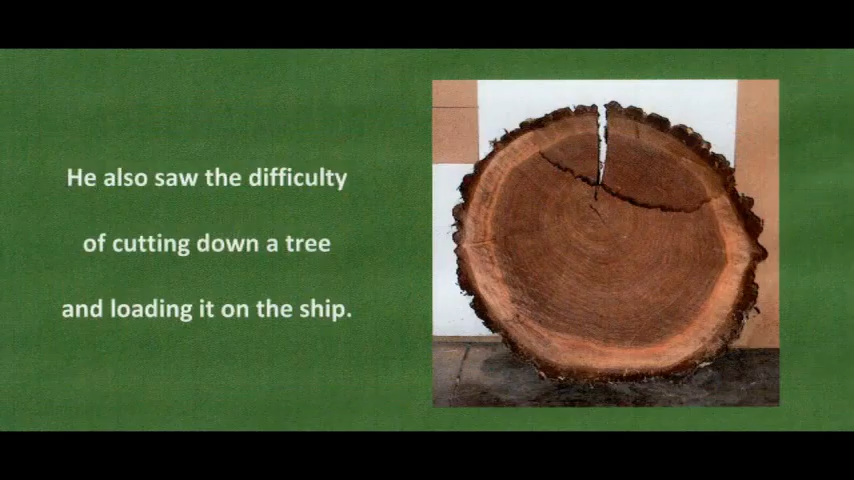 He also saw the difficulty
of cutting down a tree
and loading it on the ship.